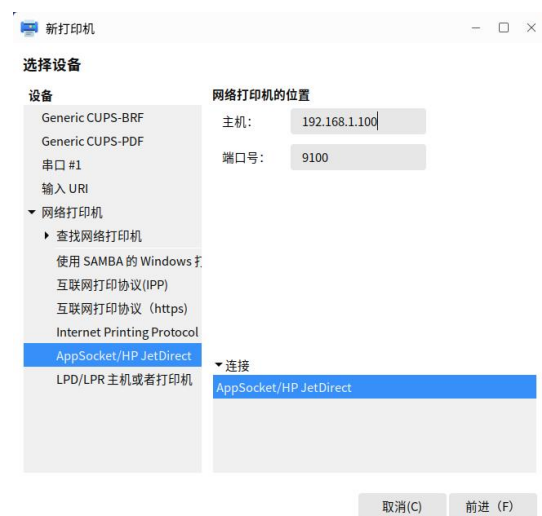 新打印机
选择设备
设备
Generic CUPS-BRF
Generic CUPS-PDF
串口 #1
输入 URI
网络打印机
查找网络打印机
使用 SAMBA 的 Windows
互联网打印协议(IPP)
互联网打印协议（https)
Internet Printing Protocol
AppSocket/HP JetDirect
LPD/LPR 主机或者打印机
网络打印机的位置
主机： 192.168.1.100
端口号： 9100
连接
AppSocket/HP JetDirect
取消(C) 前进（F）